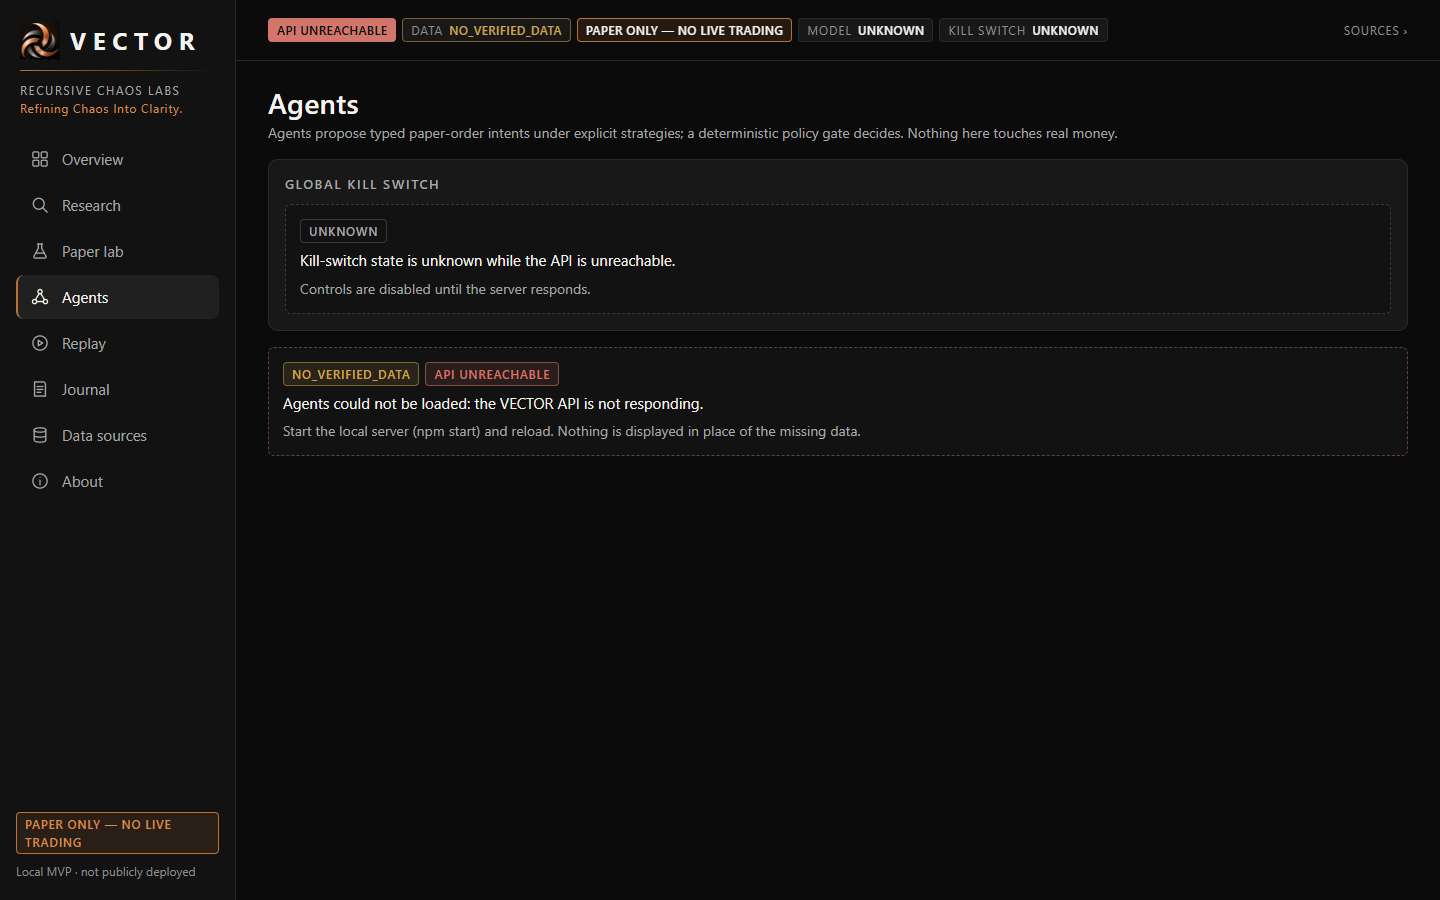 VECTOR
RECURSIVE CHAOS LABS
Refining Chaos Into Clarity.
Overview
Research
Paper lab
Agents
Replay
Journal
Data sources
About
PAPER ONLY — NO LIVE
TRADING
Local MVP · not publicly deployed
API UNREACHABLE DATA NO_VERIFIED_DATA PAPER ONLY — NO LIVE TRADING MODEL UNKNOWN KILL SWITCH UNKNOWN SOURCES ›
Agents
Agents propose typed paper-order intents under explicit strategies; a deterministic policy gate decides. Nothing here touches real money.
GLOBAL KILL SWITCH
UNKNOWN
Kill-switch state is unknown while the API is unreachable.
Controls are disabled until the server responds.
NO_VERIFIED_DATA API UNREACHABLE
Agents could not be loaded: the VECTOR API is not responding.
Start the local server (npm start) and reload. Nothing is displayed in place of the missing data.